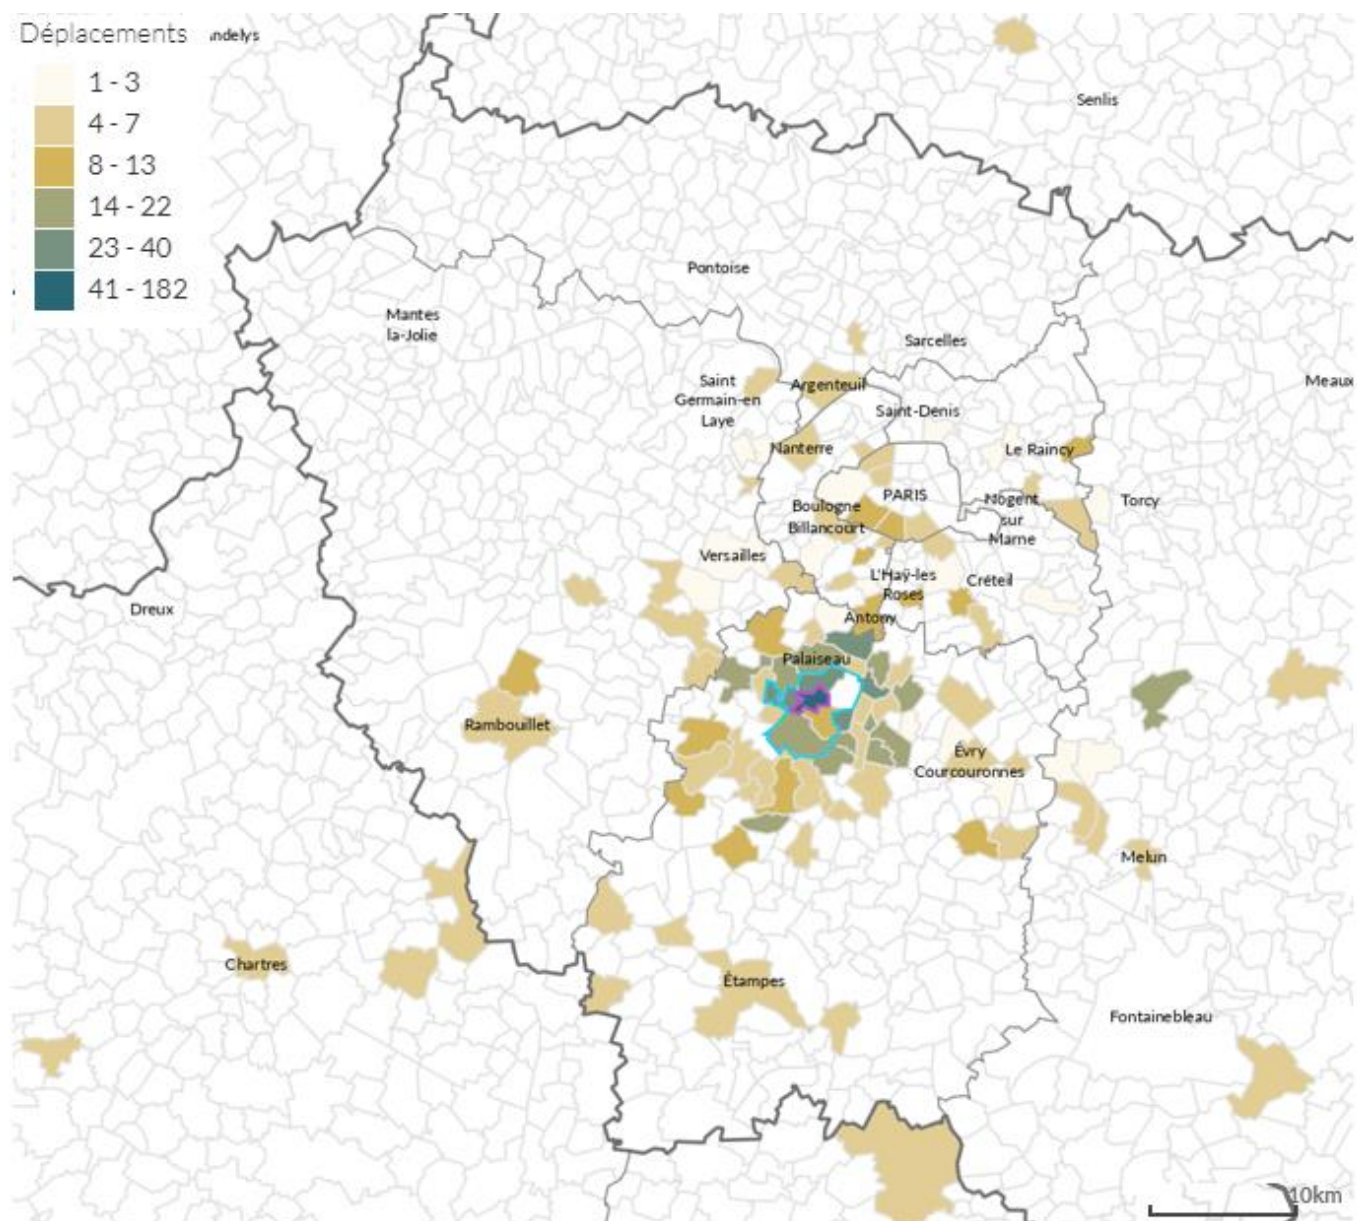 Déplacements
ndelys
1 - 3
4 - 7
8 - 13
14 - 22
23 - 40
41 - 182
Senlis
Pontoise
Mantes
la-Jolie
Sarcelles
Saint
Germain-en
Laye
Argenteuil
Meaux
Saint-Denis
Nanterre
Le Raincy
PARIS
Boulogne
Billancourt
Nogent
sur
Marne
Torcy
Versailles
L'Haÿ-les
Roses
Créteil
Dreux
Antony
Palaiseau
Rambouillet
Évry
Courcouronnes
Melun
Chartres
Étampes
Fontainebleau
10km